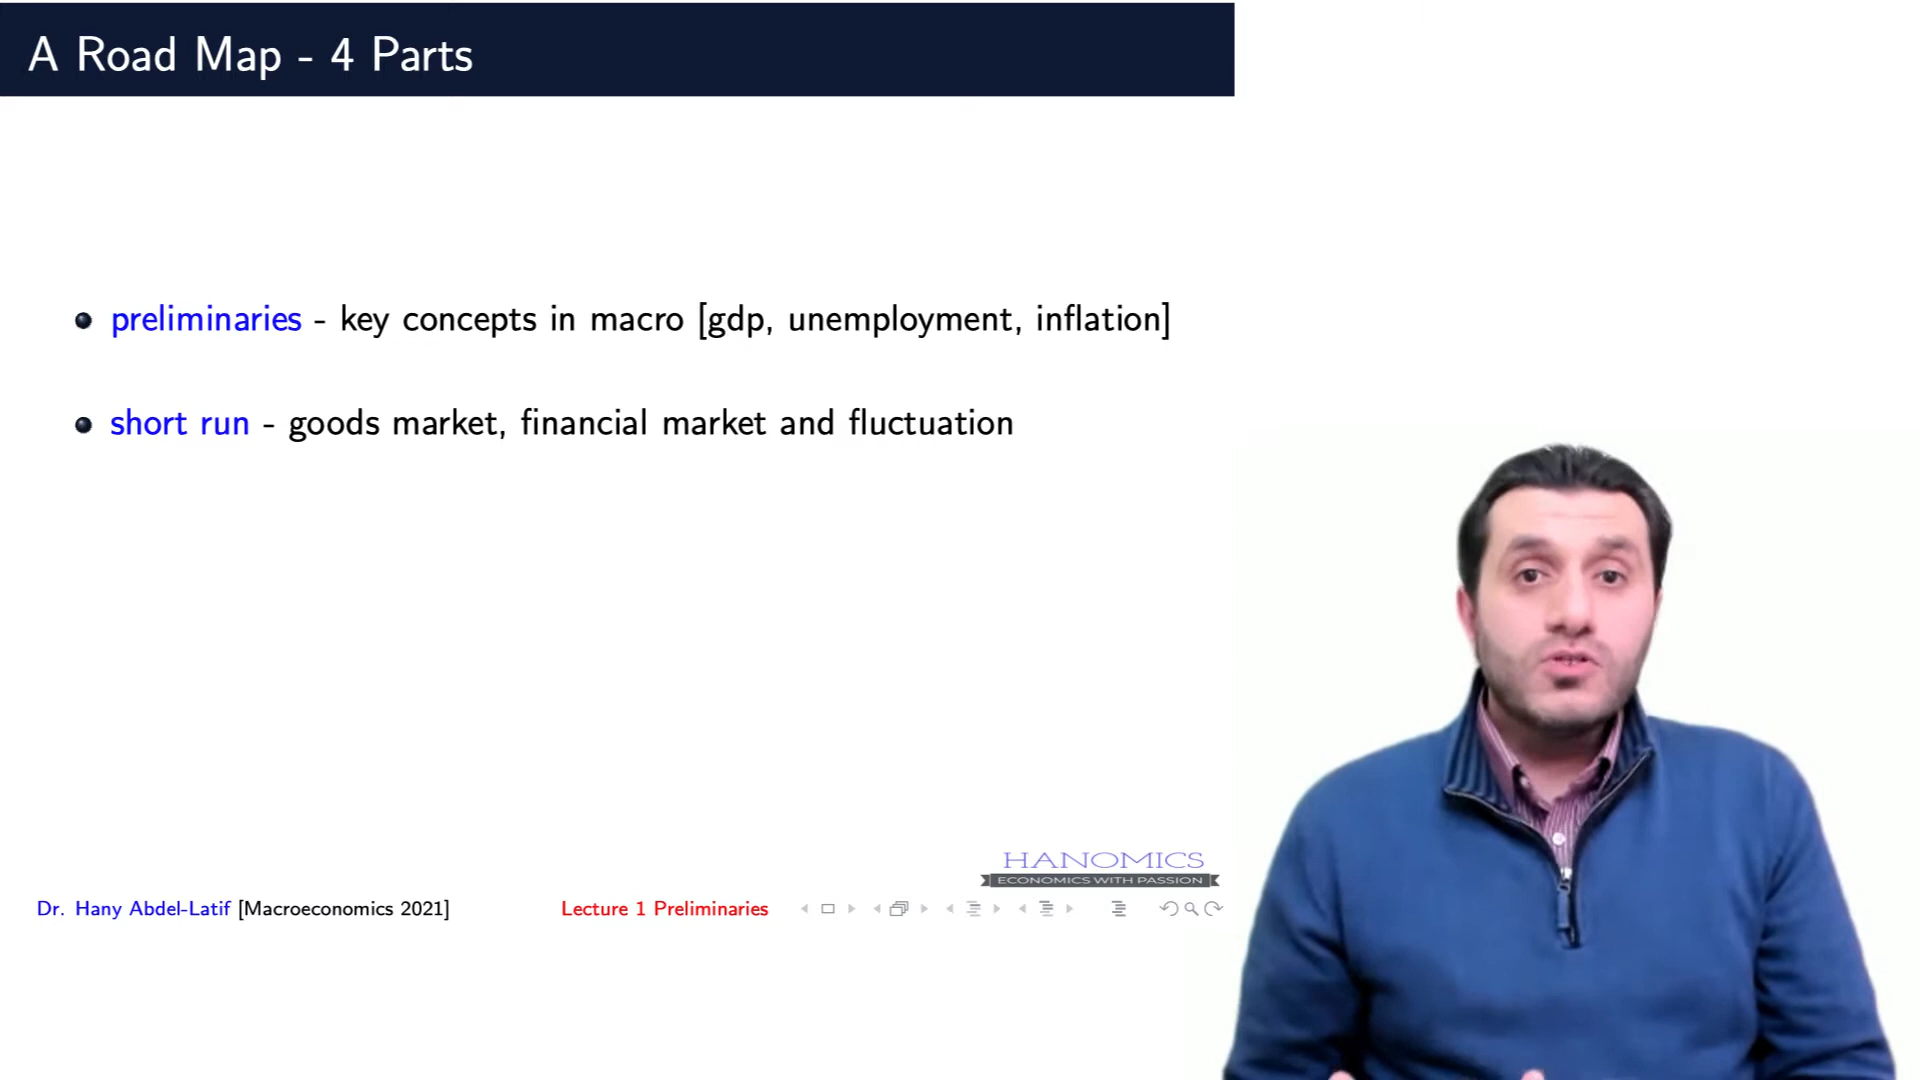 A Road Map - 4 Parts
preliminaries - key concepts in macro [gdp, unemployment, inflation]
short run - goods market, financial market and fluctuation
HANOMICS
ECONOMICS WITH PASSION
Dr. Hany Abdel-Latif [Macroeconomics 2021] Lecture 1 Preliminaries